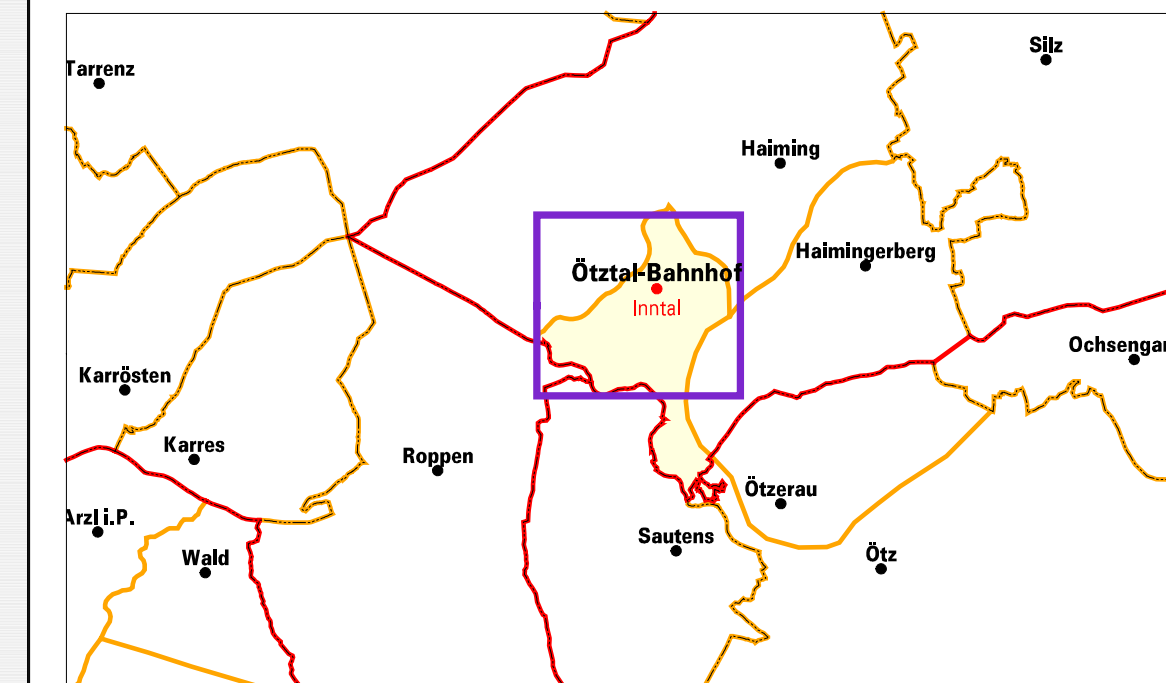 Silz
Tarrenz
Haiming
Haimingerberg
Ötztal-Bahnhof
Inntal
Ochsengar
Karrösten
Karres
Roppen
Ötzerau
Arzl i.P.
Sautens
Ötz
Wald